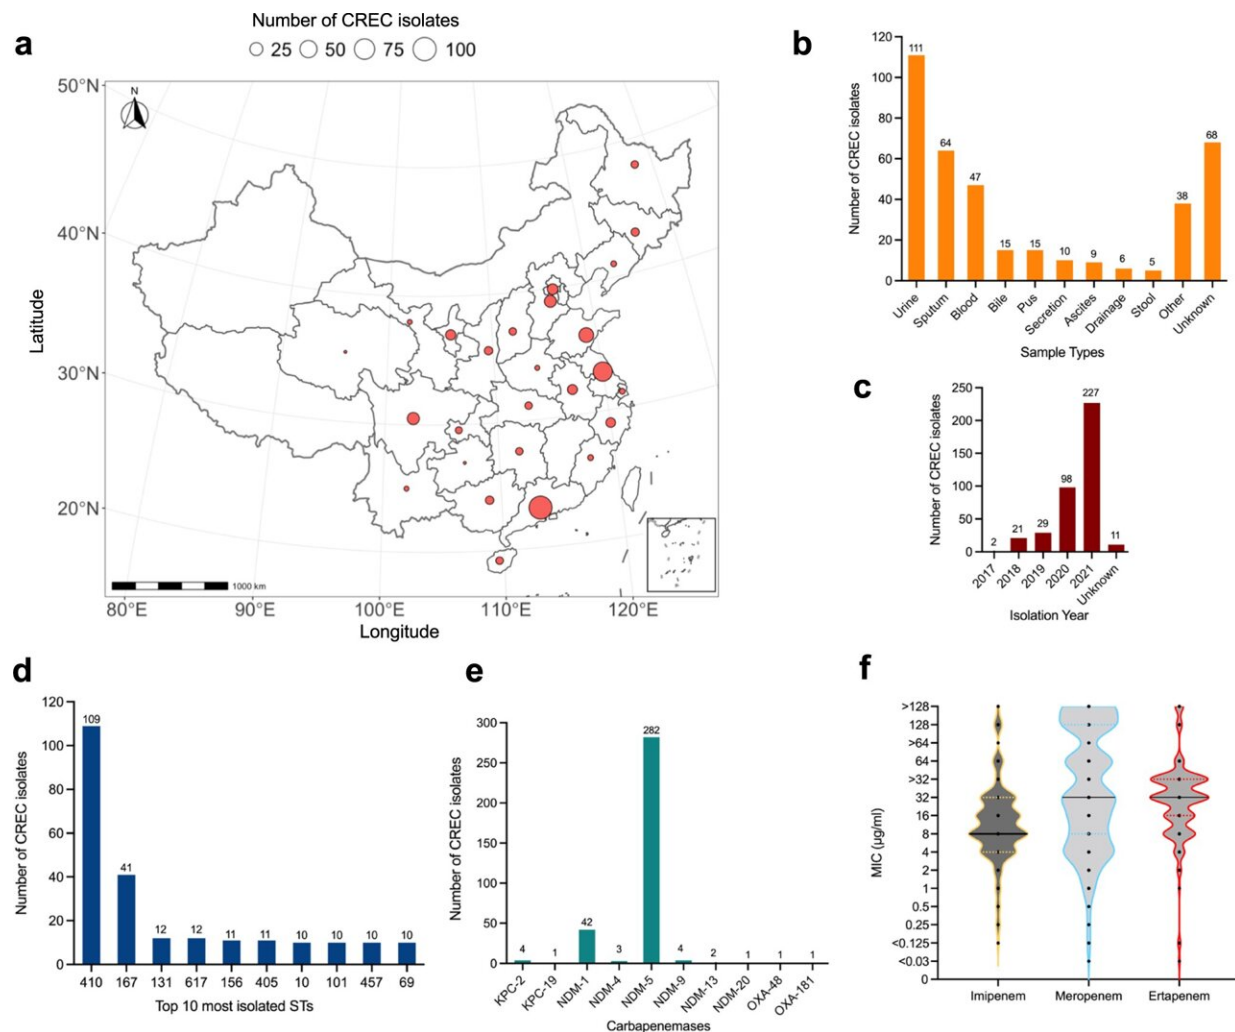 a
Number of CREC isolates
25 50 75 100
50°N
40°N
30°N
20°N
Latitude
N
1000 km
80°E 90°E 100°E 110°E 120°E
Longitude
b
Number of CREC isolates
120
100
80
60
40
20
0
111 64 47 15 15 10 9 6 5 38 68
Urine Sputum Blood Bile Pus Secretion Ascites Drainage Stool Other Unknown
Sample Types
c
Number of CREC isolates
250
200
150
100
50
0
2 21 29 98 227 11
2017 2018 2019 2020 2021 Unknown
Isolation Year
d
Number of CREC isolates
120
100
80
60
40
20
0
109 41 12 12 11 11 10 10 10 10
410 167 131 617 156 405 10 101 457 69
Top 10 most isolated STs
e
Number of CREC isolates
300
250
200
150
100
50
0
4 1 42 3 282 4 2 1 1 1
KPC-2 KPC-19 NDM-1 NDM-4 NDM-5 NDM-9 NDM-13 NDM-20 OXA-48 OXA-181
Carbapenemases
f
MIC (µg/ml)
>128
128
>64
64
>32
32
16
8
4
2
1
0.5
0.25
<0.125
<0.03
0
Imipenem Meropenem Ertapenem